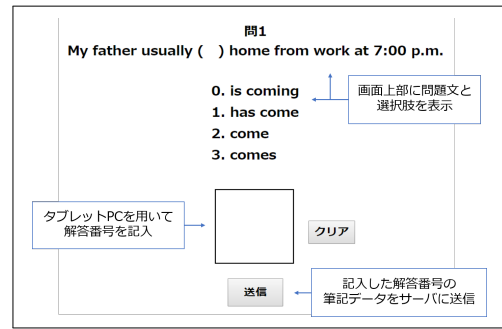 問1
My father usually (　) home from work at 7:00 p.m.
0. is coming
1. has come
2. come
3. comes
画面上部に問題文と
選択肢を表示
タブレットPCを用いて
解答番号を記入
クリア
送信
記入した解答番号の
筆記データをサーバに送信